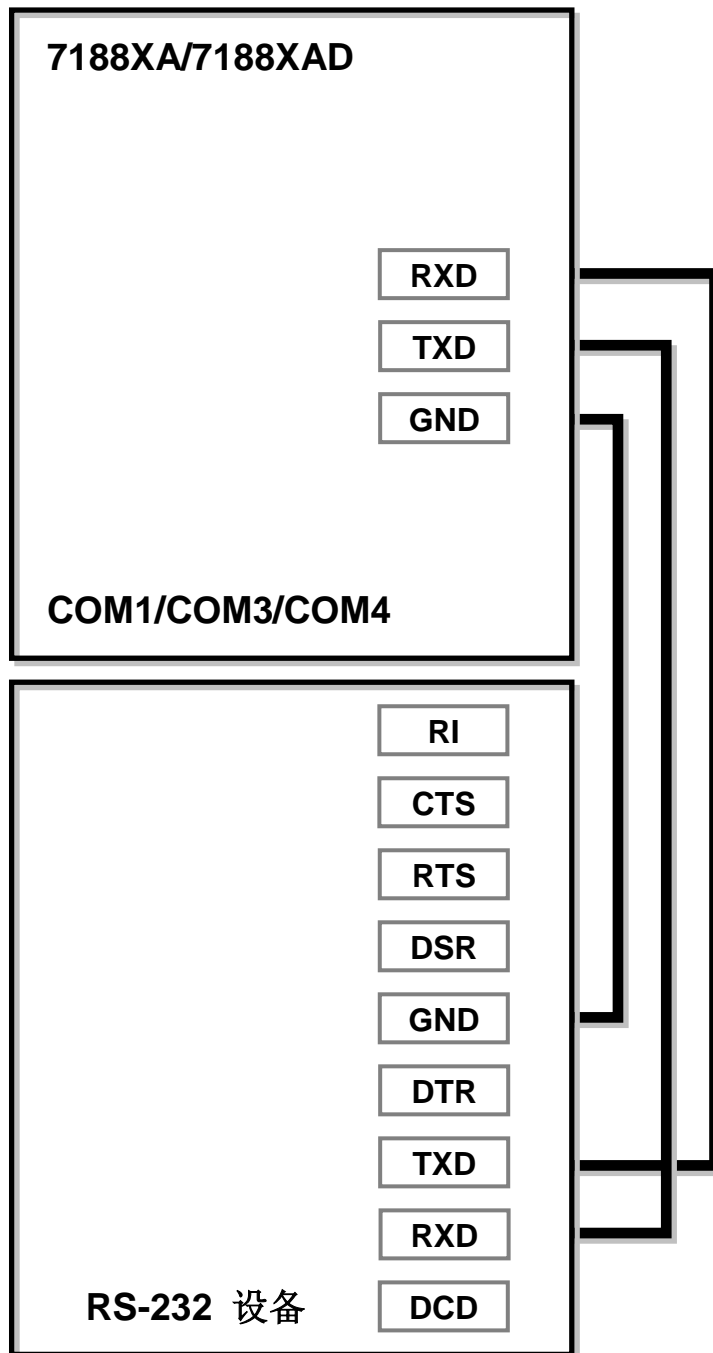 7188XA/7188XAD
RXD
TXD
GND
COM1/COM3/COM4
RI
CTS
RTS
DSR
GND
DTR
TXD
RXD
RS-232 设备 DCD